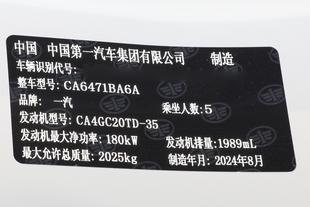 中国 中国第一汽车集团有限公司 制造
车辆识别代号:
整车型号: CA6471BA6A
品牌: 一汽 乘坐人数: 5
发动机型号: CA4GC20TD-35
发动机最大净功率: 180kW 发动机排量: 1989mL
最大允许总质量: 2025kg 制造年月: 2024年8月